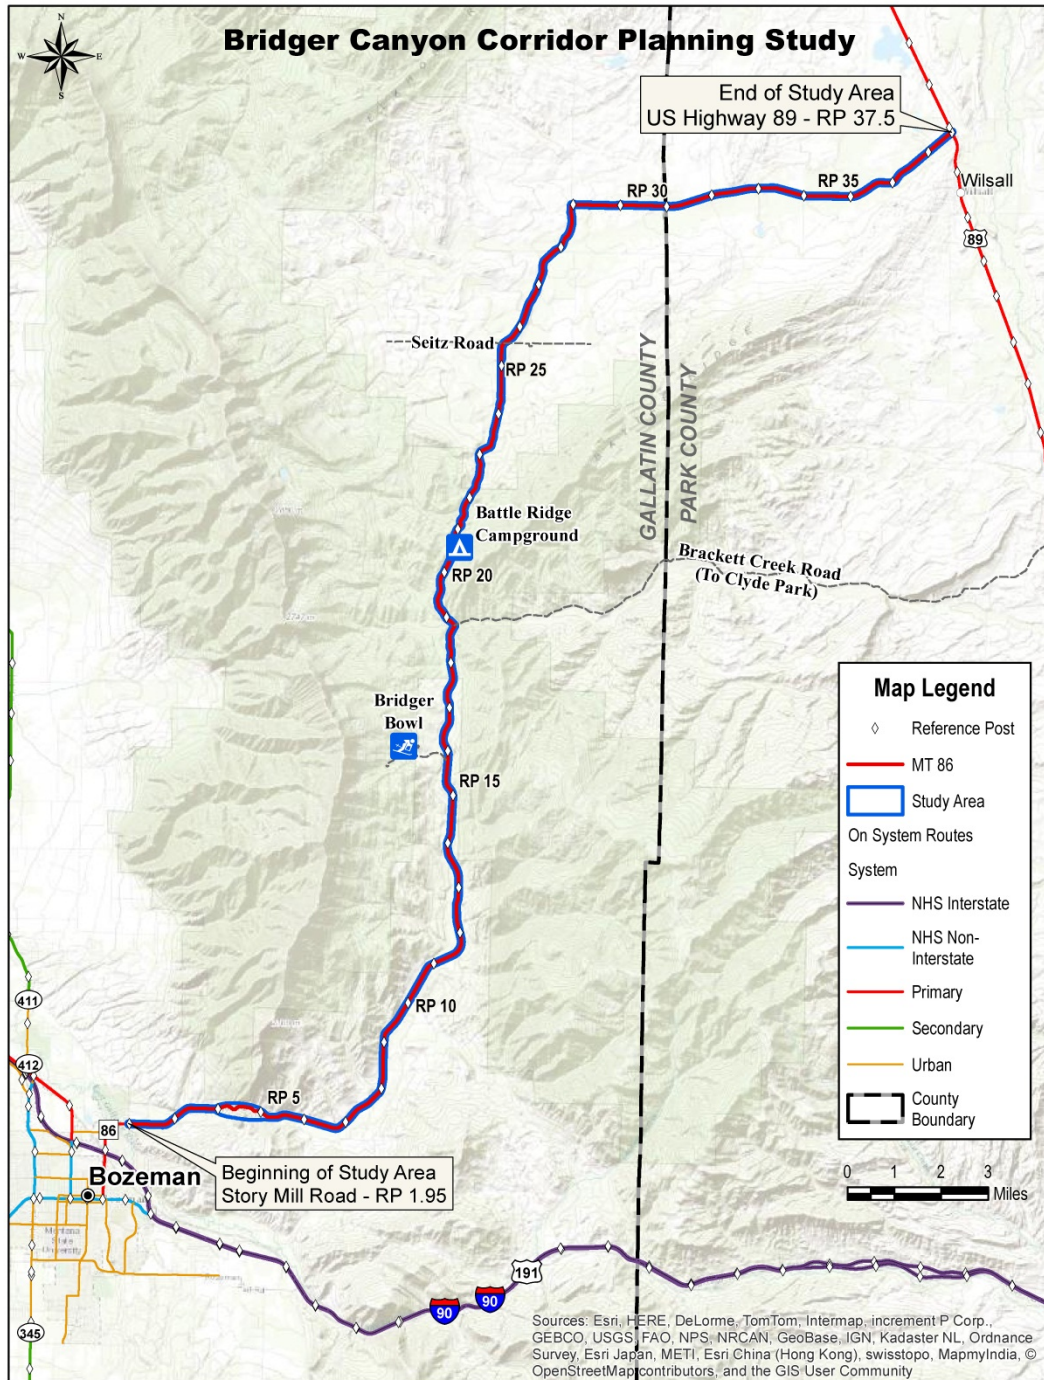 Bridger Canyon Corridor Planning Study
N
W
E
S
End of Study Area
US Highway 89 - RP 37.5
Wilsall
Wilsall
89
RP 30
RP 35
Seitz Road
RP 25
GALLATIN COUNTY
PARK COUNTY
Battle Ridge
Campground
RP 20
Brackett Creek Road
(To Clyde Park)
Bridger
Bowl
RP 15
RP 10
RP 5
411
412
86
Bozeman
Beginning of Study Area
Story Mill Road - RP 1.95
Montana
State
University
345
90
90
191
Map Legend
Reference Post
MT 86
Study Area
On System Routes
System
NHS Interstate
NHS Non-
Interstate
Primary
Secondary
Urban
County
Boundary
0 1 2 3
Miles
Sources: Esri, HERE, DeLorme, TomTom, Intermap, increment P Corp.,
GEBCO, USGS, FAO, NPS, NRCAN, GeoBase, IGN, Kadaster NL, Ordnance
Survey, Esri Japan, METI, Esri China (Hong Kong), swisstopo, MapmyIndia, ©
OpenStreetMap contributors, and the GIS User Community